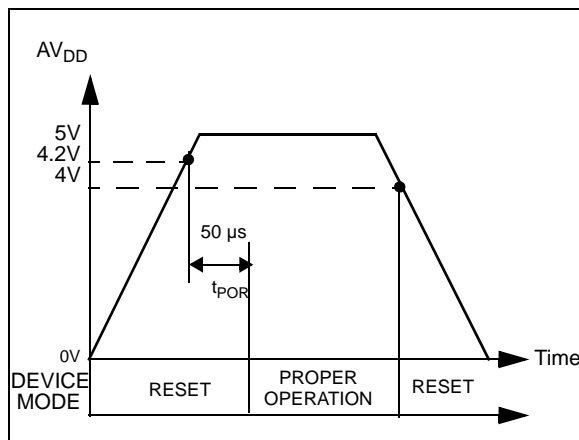 AVDD
5V
4.2V
4V
50 µs
tPOR
0V
Time
DEVICE
MODE
RESET
PROPER
OPERATION
RESET